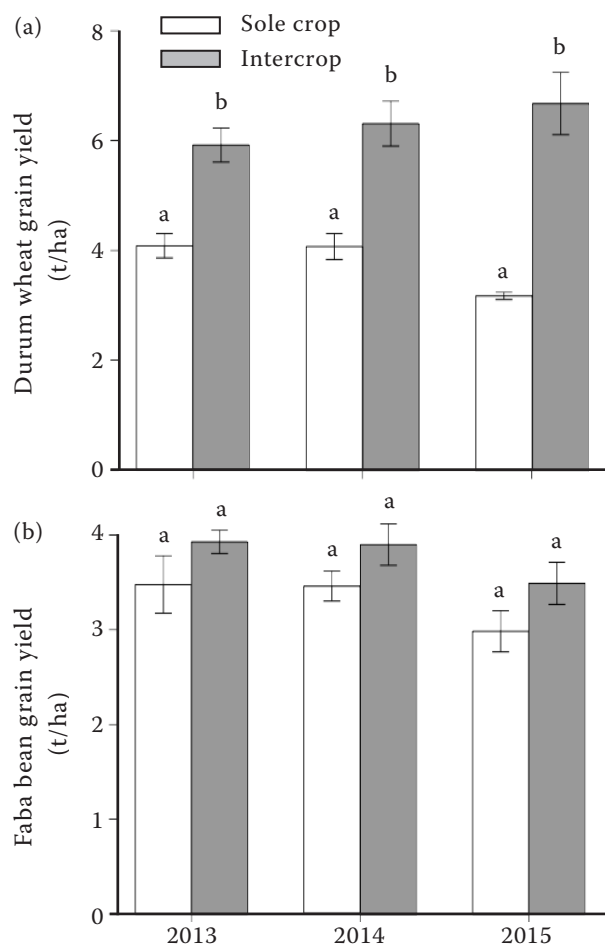 (a)
Sole crop
Intercrop
Durum wheat grain yield
(t/ha)
8
6
4
2
0
a
b
a
b
a
b
(b)
Faba bean grain yield
(t/ha)
4
3
2
1
0
a
a
a
a
a
a
2013
2014
2015